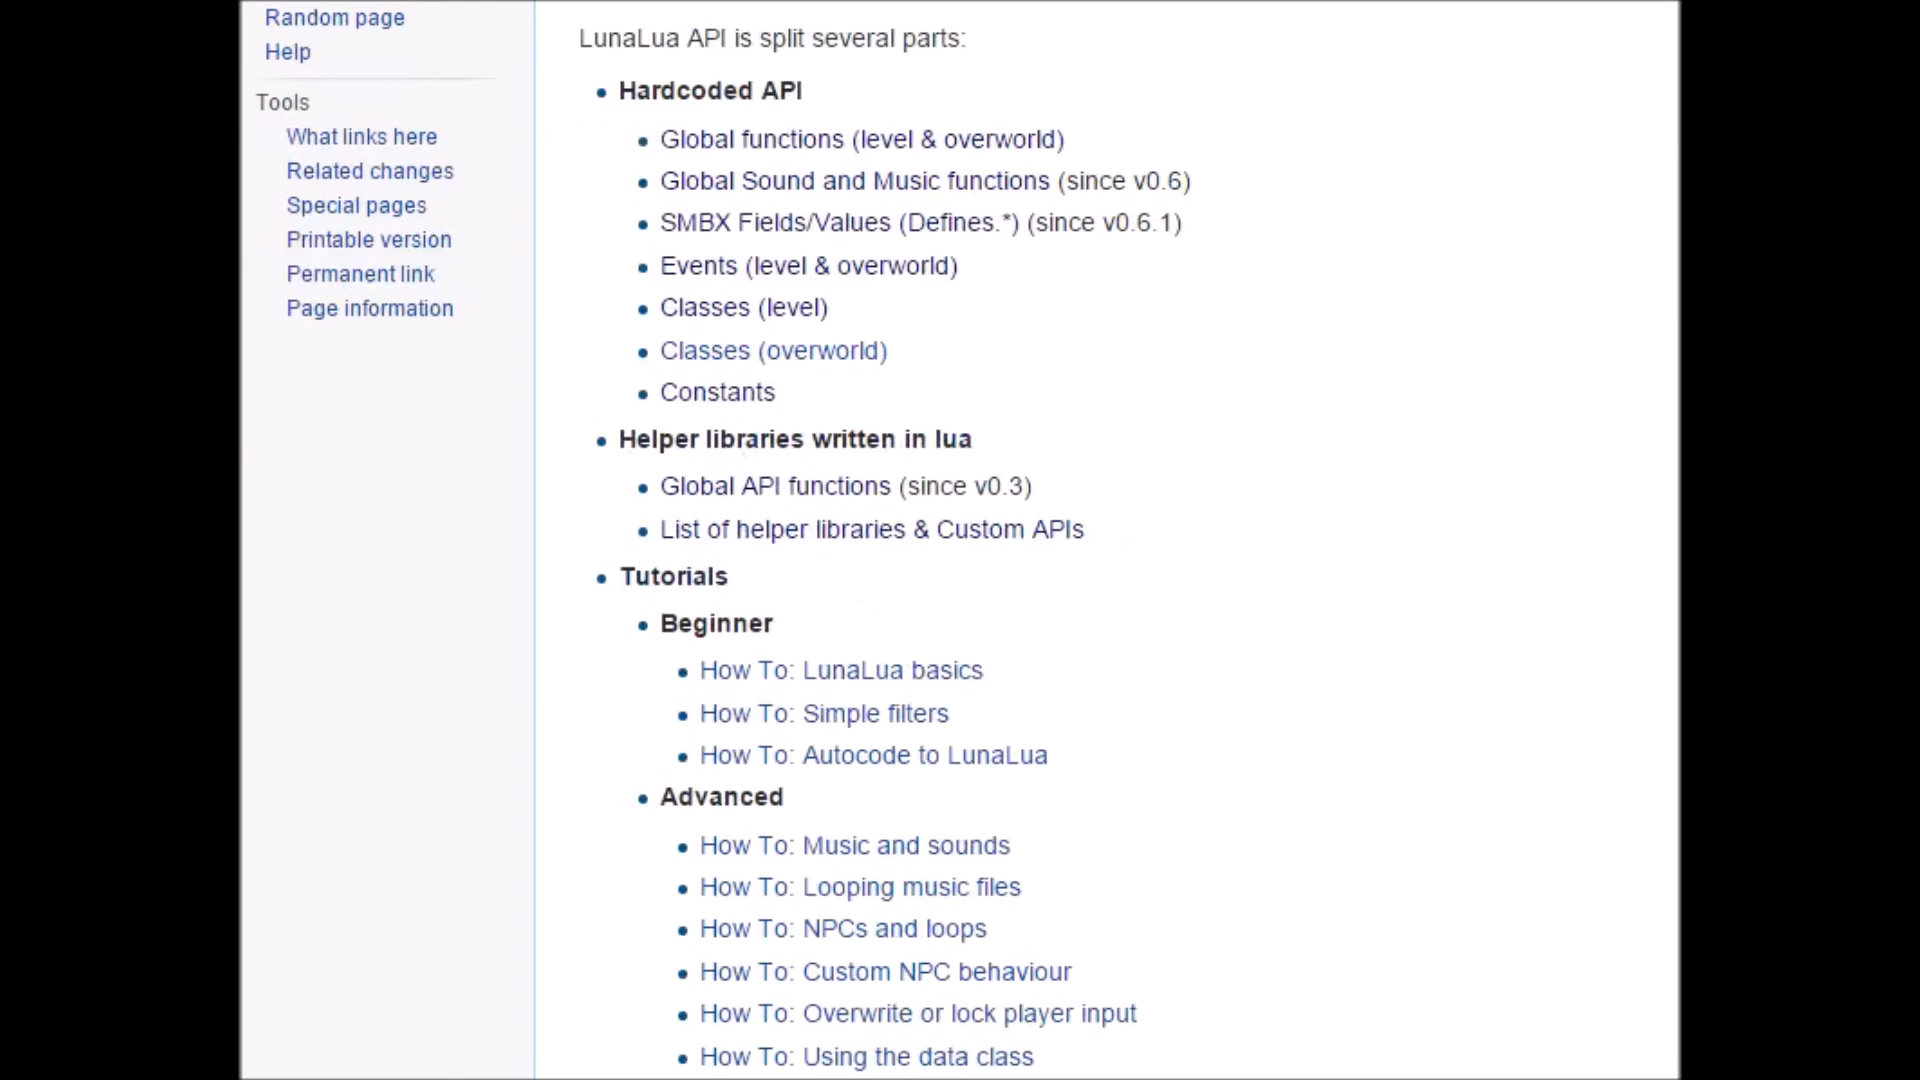 Random page
Help
Tools
What links here
Related changes
Special pages
Printable version
Permanent link
Page information
LunaLua API is split several parts:
Hardcoded API
Global functions (level & overworld)
Global Sound and Music functions (since v0.6)
SMBX Fields/Values (Defines.*) (since v0.6.1)
Events (level & overworld)
Classes (level)
Classes (overworld)
Constants
Helper libraries written in lua
Global API functions (since v0.3)
List of helper libraries & Custom APIs
Tutorials
Beginner
How To: LunaLua basics
How To: Simple filters
How To: Autocode to LunaLua
Advanced
How To: Music and sounds
How To: Looping music files
How To: NPCs and loops
How To: Custom NPC behaviour
How To: Overwrite or lock player input
How To: Using the data class